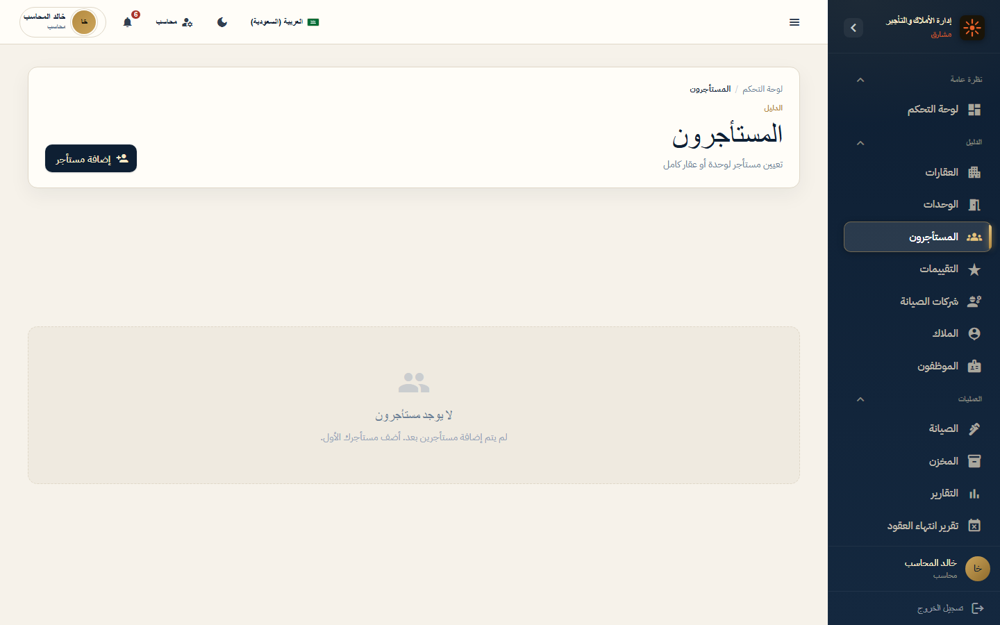 إدارة الأملاك والتأجير
مشارق
نظرة عامة
لوحة التحكم
الدليل
العقارات
الوحدات
المستأجرون
التقييمات
شركات الصيانة
الملاك
الموظفون
العمليات
الصيانة
المخزن
التقارير
تقرير انتهاء العقود
خا
خالد المحاسب
محاسب
تسجيل الخروج
العربية (السعودية)
محاسب
6
خا
خالد المحاسب
محاسب
لوحة التحكم / المستأجرون
الدليل
المستأجرون
تعيين مستأجر لوحدة أو عقار كامل
إضافة مستأجر
لا يوجد مستأجرون
لم يتم إضافة مستأجرين بعد. أضف مستأجرك الأول.